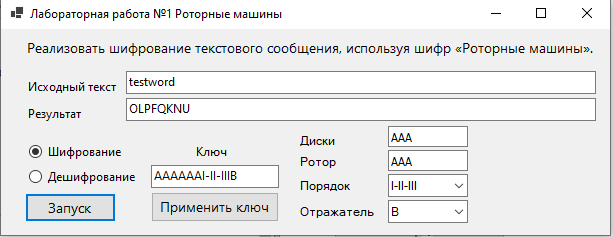 Лабораторная работа №1 Роторные машины
Реализовать шифрование текстового сообщения, используя шифр «Роторные машины».
Исходный текст testword
Результат OLPFQKNU
Шифрование Ключ Диски AAA
Дешифрование AAAAAAI-II-IIIB Ротор AAA
Порядок I-II-III
Запуск Применить ключ Отражатель B